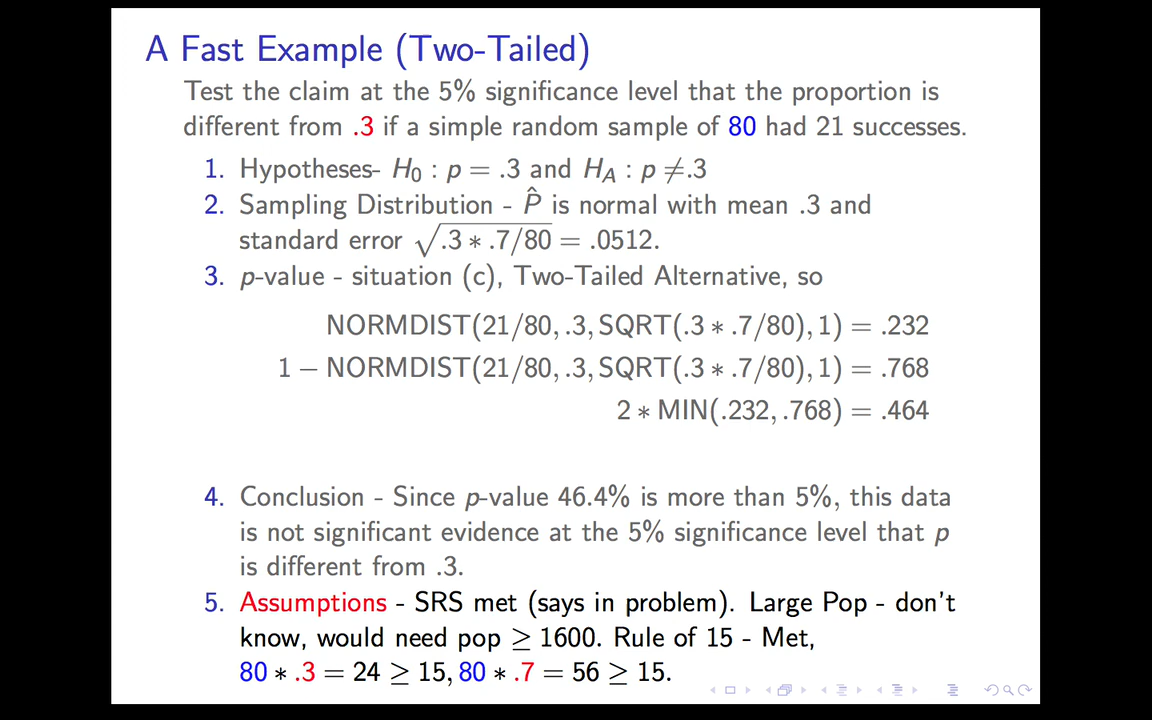 A Fast Example (Two-Tailed)
Test the claim at the 5% significance level that the proportion is
different from .3 if a simple random sample of 80 had 21 successes.
1. Hypotheses- H₀ : p = .3 and H_A : p ≠ .3
2. Sampling Distribution - P̂ is normal with mean .3 and
standard error √.3 ∗ .7/80 = .0512.
3. p-value - situation (c), Two-Tailed Alternative, so
NORMDIST(21/80, .3, SQRT(.3 ∗ .7/80), 1) = .232
1 − NORMDIST(21/80, .3, SQRT(.3 ∗ .7/80), 1) = .768
2 ∗ MIN(.232, .768) = .464
4. Conclusion - Since p-value 46.4% is more than 5%, this data
is not significant evidence at the 5% significance level that p
is different from .3.
5. Assumptions - SRS met (says in problem). Large Pop - don't
know, would need pop ≥ 1600. Rule of 15 - Met,
80 ∗ .3 = 24 ≥ 15, 80 ∗ .7 = 56 ≥ 15.